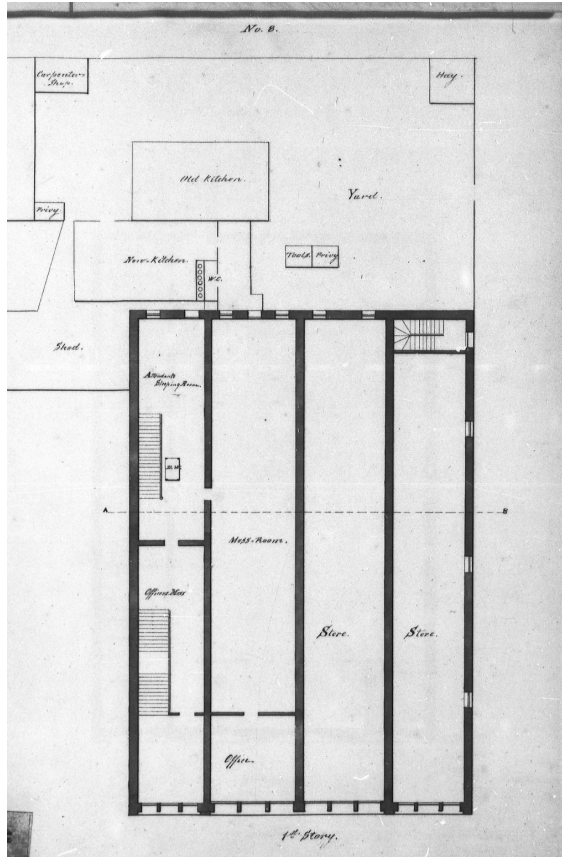 No. 8.
Carpenter
Shop.
Hay.
Old Kitchen.
Yard.
Privy
New-Kitchen.
W.C.
Tools.
Privy
Shed.
Attendants
Sleeping Room
D.W.
A
B
Mess-Room.
Officers Mess
Store.
Store.
Office.
1st Story.